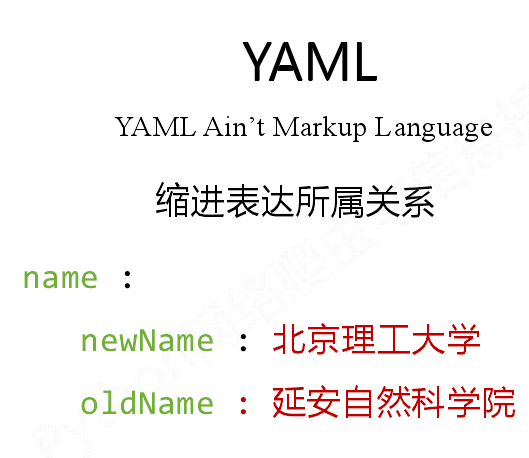 YAML
YAML Ain’t Markup Language
缩进表达所属关系
name :
newName : 北京理工大学
oldName : 延安自然科学院